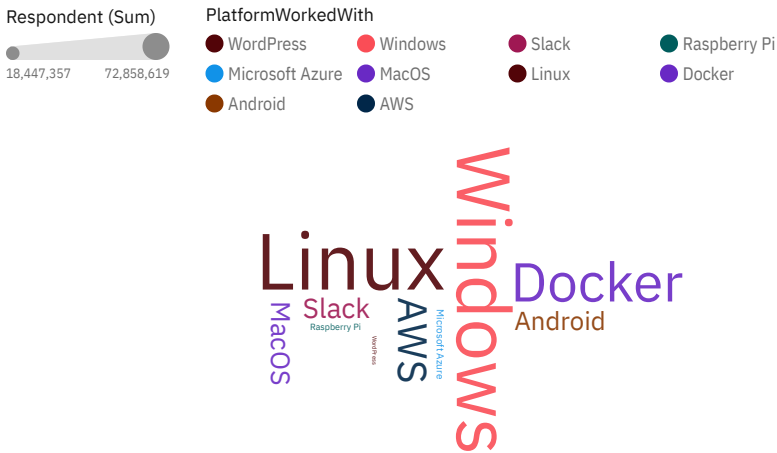 Respondent (Sum)
18,447,357 72,858,619
PlatformWorkedWith
WordPress Windows Slack Raspberry Pi
Microsoft Azure MacOS Linux Docker
Android AWS
Windows
Linux
Docker
Slack
Android
Raspberry Pi
MacOS
WordPress
AWS
Microsoft Azure